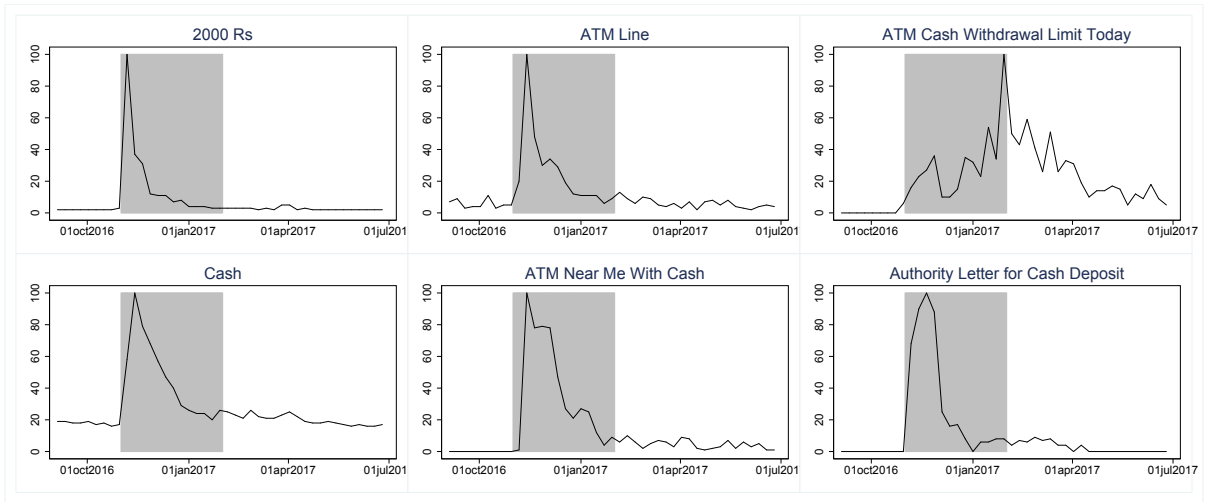 2000 Rs
0 20 40 60 80 100
01oct2016 01jan2017 01apr2017 01jul201
ATM Line
0 20 40 60 80 100
01oct2016 01jan2017 01apr2017 01jul201
ATM Cash Withdrawal Limit Today
0 20 40 60 80 100
01oct2016 01jan2017 01apr2017 01jul2017
Cash
0 20 40 60 80 100
01oct2016 01jan2017 01apr2017 01jul201
ATM Near Me With Cash
0 20 40 60 80 100
01oct2016 01jan2017 01apr2017 01jul201
Authority Letter for Cash Deposit
0 20 40 60 80 100
01oct2016 01jan2017 01apr2017 01jul2017